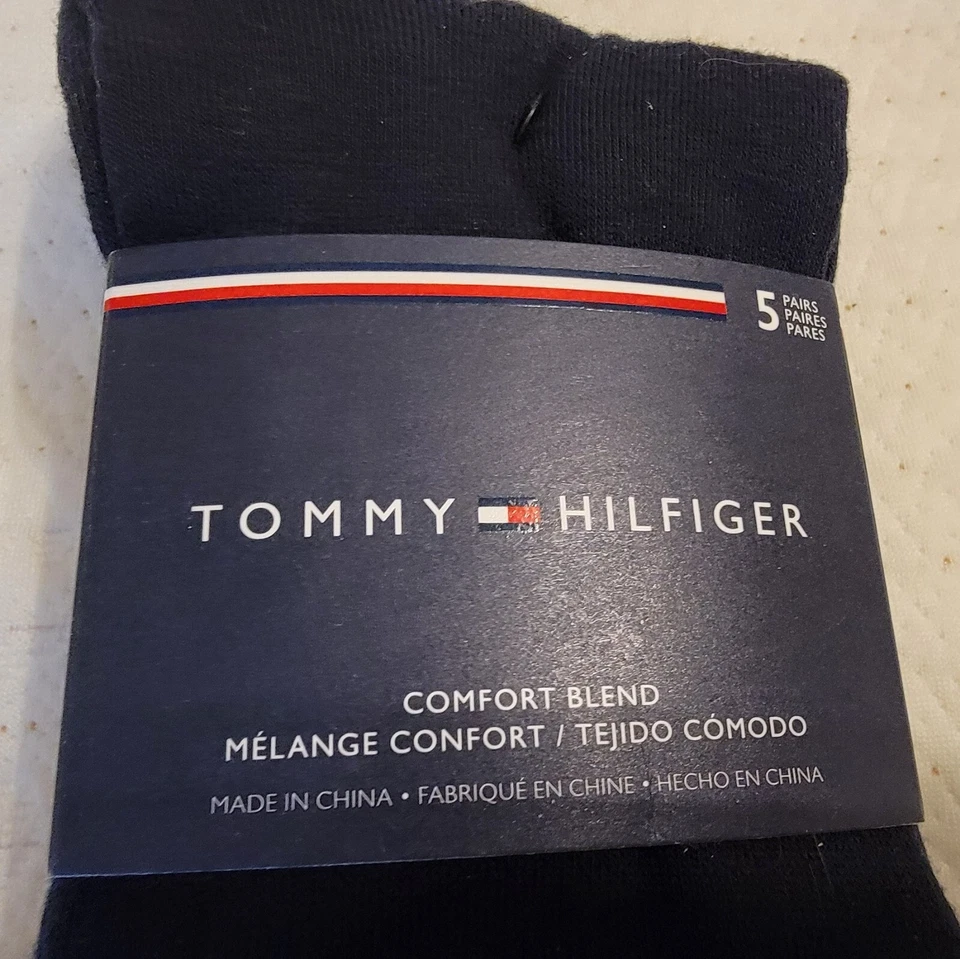 5 PAIRS
PAIRES
PARES
TOMMY HILFIGER
COMFORT BLEND
MÉLANGE CONFORT / TEJIDO CÓMODO
MADE IN CHINA • FABRIQUÉ EN CHINE • HECHO EN CHINA